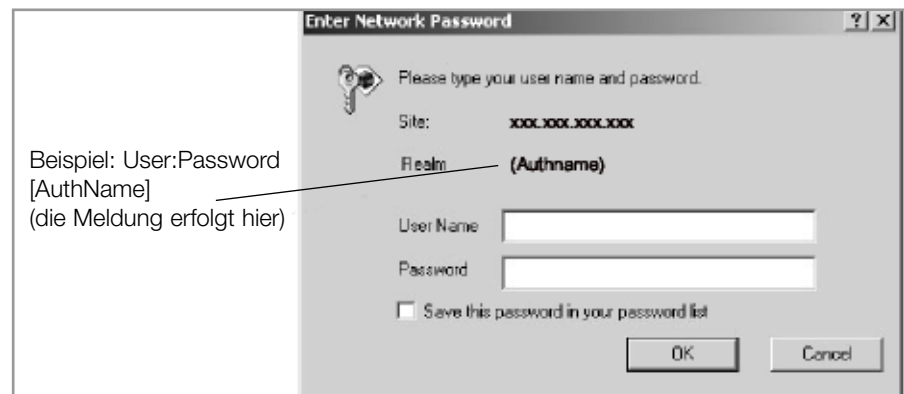 Enter Network Password
Please type your user name and password.
Site: xxx.xxx.xxx.xxx
Realm (Authname)
Beispiel: User:Password
[AuthName]
(die Meldung erfolgt hier)
User Name
Password
Save this password in your password list
OK Cancel